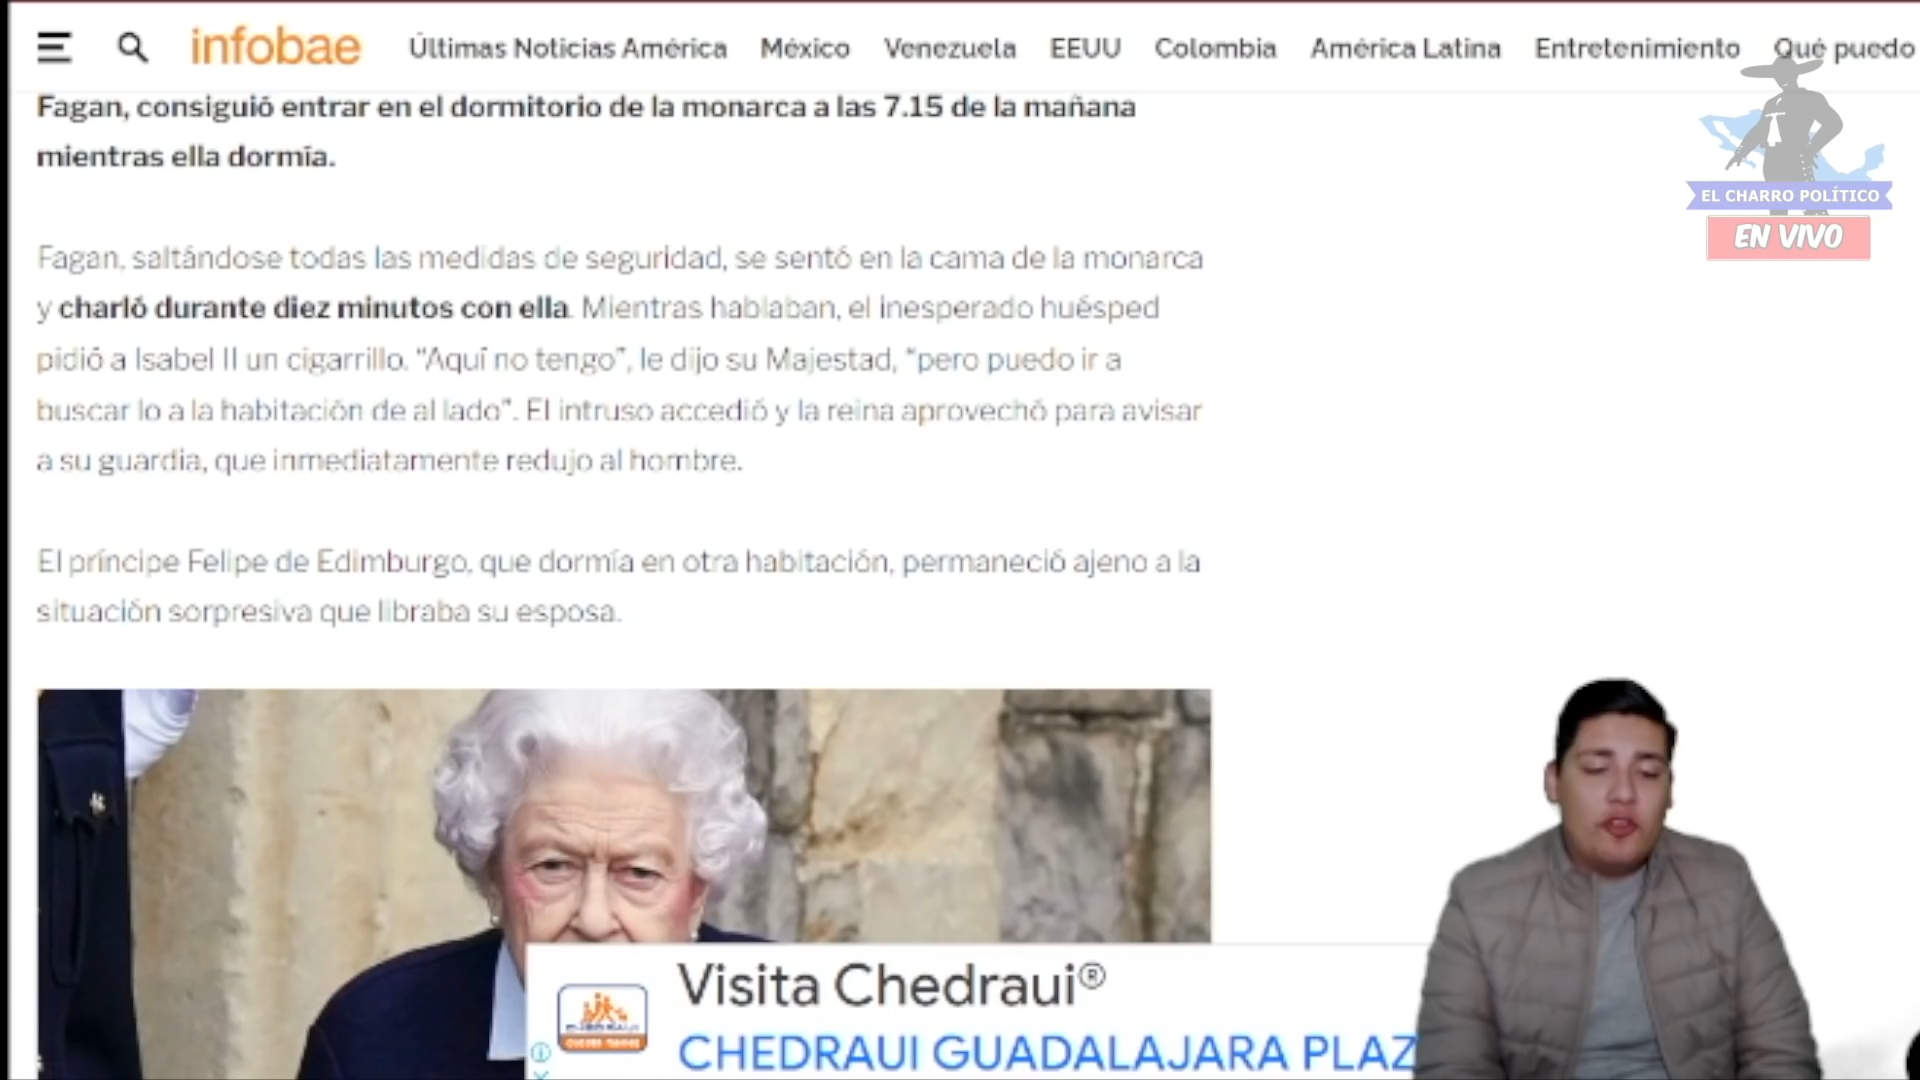 infobae Últimas Noticias América México Venezuela EEUU Colombia América Latina Entretenimiento Qué puedo
Fagan, consiguió entrar en el dormitorio de la monarca a las 7.15 de la mañana
mientras ella dormía.
EL CHARRO POLÍTICO
EN VIVO
Fagan, saltándose todas las medidas de seguridad, se sentó en la cama de la monarca
y charló durante diez minutos con ella. Mientras hablaban, el inesperado huésped
pidió a Isabel II un cigarrillo. “Aquí no tengo”, le dijo su Majestad, “pero puedo ir a
buscar lo a la habitación de al lado”. El intruso accedió y la reina aprovechó para avisar
a su guardia, que inmediatamente redujo al hombre.
El príncipe Felipe de Edimburgo, que dormía en otra habitación, permaneció ajeno a la
situación sorpresiva que libraba su esposa.
Visita Chedraui®
CHEDRAUI GUADALAJARA PLAZ